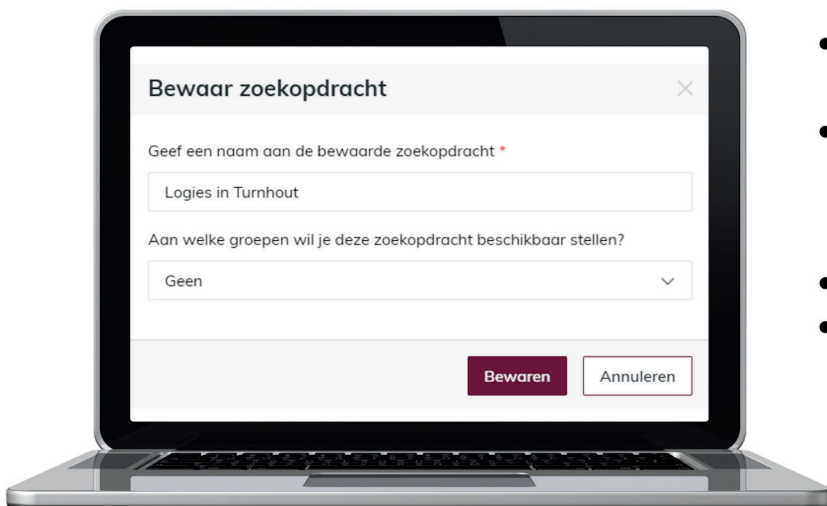 Bewaar zoekopdracht
Geef een naam aan de bewaarde zoekopdracht *
Logies in Turnhout
Aan welke groepen wil je deze zoekopdracht beschikbaar stellen?
Geen
Bewaren
Annuleren